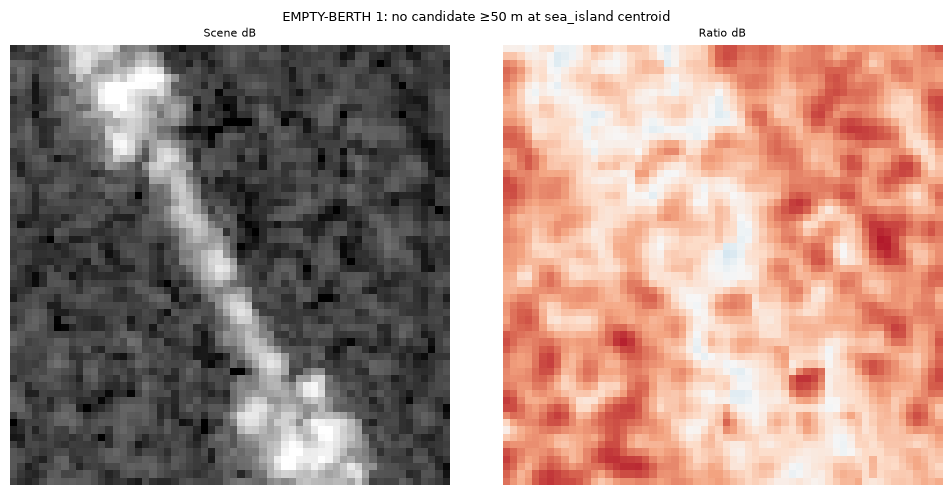 EMPTY-BERTH 1: no candidate ≥50 m at sea_island centroid
Scene dB
Ratio dB